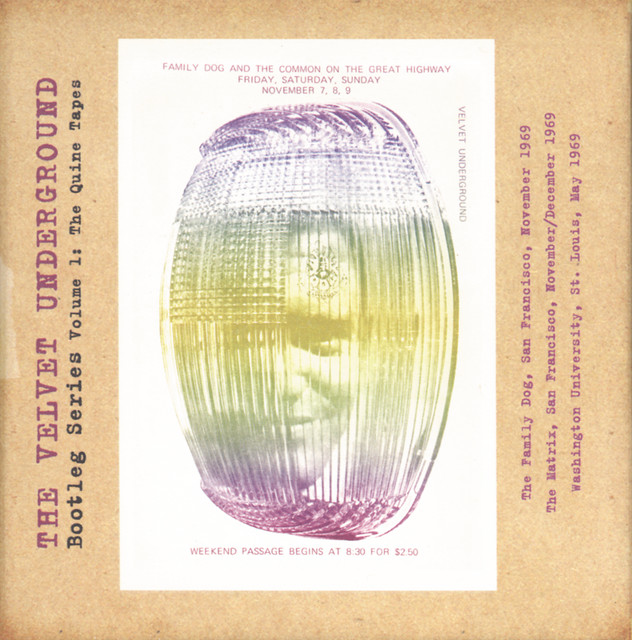 THE VELVET UNDERGROUND
Bootleg Series Volume 1: The Quine Tapes
FAMILY DOG AND THE COMMON ON THE GREAT HIGHWAY
FRIDAY, SATURDAY, SUNDAY
NOVEMBER 7, 8, 9
VELVET UNDERGROUND
WEEKEND PASSAGE BEGINS AT 8:30 FOR $2.50
The Family Dog, San Francisco, November 1969
The Matrix, San Francisco, November/December 1969
Washington University, St. Louis, May 1969